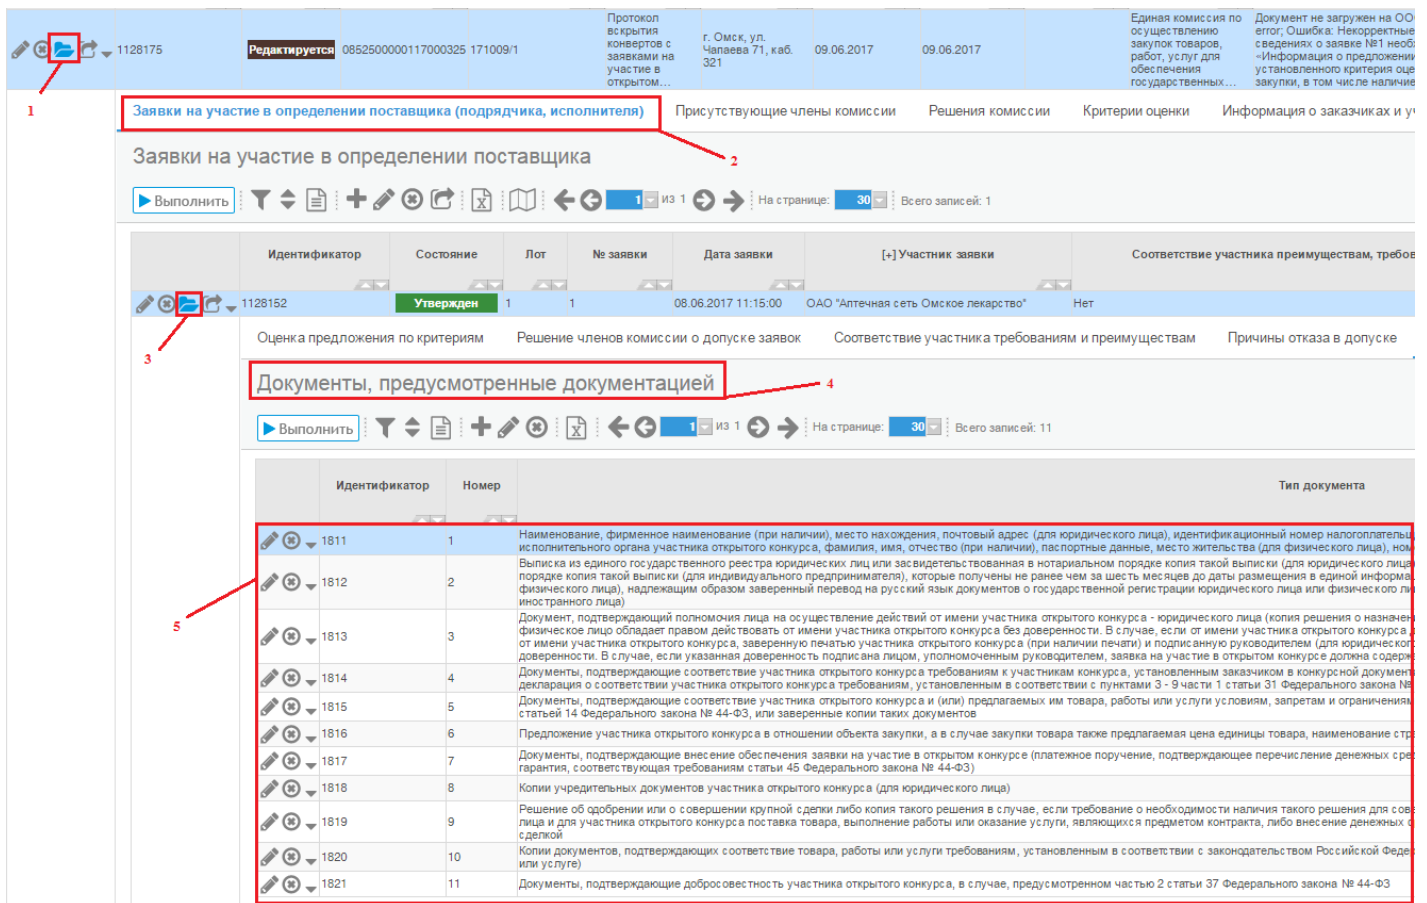 1128175
Редактируется
0852500000117000325
171009/1
Протокол
вскрытия
конвертов с
заявками на
участие в
открытом...
г. Омск, ул.
Чапаева 71, каб.
321
09.06.2017
09.06.2017
Единая комиссия по
осуществлению
закупок товаров,
работ, услуг для
обеспечения
государственных...
Документ не загружен на ОО
error; Ошибка: Некорректные
сведениях о заявке №1 необ
«Информация о предложени
установленного критерия оце
закупки, в том числе наличие
1
Заявки на участие в определении поставщика (подрядчика, исполнителя)
Присутствующие члены комиссии
Решения комиссии
Критерии оценки
Информация о заказчиках и у
2
Заявки на участие в определении поставщика
Выполнить
1 из 1
На странице: 30
Всего записей: 1
Идентификатор
Состояние
Лот
№ заявки
Дата заявки
[+] Участник заявки
Соответствие участника преимуществам, требов
1128152
Утвержден
1
1
08.06.2017 11:15:00
ОАО "Аптечная сеть Омское лекарство"
Нет
3
Оценка предложения по критериям
Решение членов комиссии о допуске заявок
Соответствие участника требованиям и преимуществам
Причины отказа в допуске
Документы, предусмотренные документацией
4
Выполнить
1 из 1
На странице: 30
Всего записей: 11
Идентификатор
Номер
Тип документа
5
1811
1
Наименование, фирменное наименование (при наличии), место нахождения, почтовый адрес (для юридического лица), идентификационный номер налогоплательщ
исполнительного органа участника открытого конкурса, фамилия, имя, отчество (при наличии), паспортные данные, место жительства (для физического лица), ном
1812
2
Выписка из единого государственного реестра юридических лиц или засвидетельствованная в нотариальном порядке копия такой выписки (для юридического лица)
порядке копия такой выписки (для индивидуального предпринимателя), которые получены не ранее чем за шесть месяцев до даты размещения в единой информа
физического лица), надлежащим образом заверенный перевод на русский язык документов о государственной регистрации юридического лица или физического ли
иностранного лица)
1813
3
Документ, подтверждающий полномочия лица на осуществление действий от имени участника открытого конкурса - юридического лица (копия решения о назначен
физическое лицо обладает правом действовать от имени участника открытого конкурса без доверенности. В случае, если от имени участника открытого конкурса
от имени участника открытого конкурса, заверенную печатью участника открытого конкурса (при наличии печати) и подписанную руководителем (для юридического
доверенности. В случае, если указанная доверенность подписана лицом, уполномоченным руководителем, заявка на участие в открытом конкурсе должна содерж
1814
4
Документы, подтверждающие соответствие участника открытого конкурса требованиям к участникам конкурса, установленным заказчиком в конкурсной документ
декларация о соответствии участника открытого конкурса требованиям, установленным в соответствии с пунктами 3 - 9 части 1 статьи 31 Федерального закона №
1815
5
Документы, подтверждающие соответствие участника открытого конкурса и (или) предлагаемых им товара, работы или услуги условиям, запретам и ограничениям
статьей 14 Федерального закона № 44-ФЗ, или заверенные копии таких документов
1816
6
Предложение участника открытого конкурса в отношении объекта закупки, а в случае закупки товара также предлагаемая цена единицы товара, наименование стр
1817
7
Документы, подтверждающие внесение обеспечения заявки на участие в открытом конкурсе (платежное поручение, подтверждающее перечисление денежных сре
гарантия, соответствующая требованиям статьи 45 Федерального закона № 44-ФЗ)
1818
8
Копии учредительных документов участника открытого конкурса (для юридического лица)
1819
9
Решение об одобрении или о совершении крупной сделки либо копия такого решения в случае, если требование о необходимости наличия такого решения для сов
лица и для участника открытого конкурса поставка товара, выполнение работы или оказание услуги, являющихся предметом контракта, либо внесение денежных с
сделкой
1820
10
Копии документов, подтверждающих соответствие товара, работы или услуги требованиям, установленным в соответствии с законодательством Российской Феде
или услуге)
1821
11
Документы, подтверждающие добросовестность участника открытого конкурса, в случае, предусмотренном частью 2 статьи 37 Федерального закона № 44-ФЗ